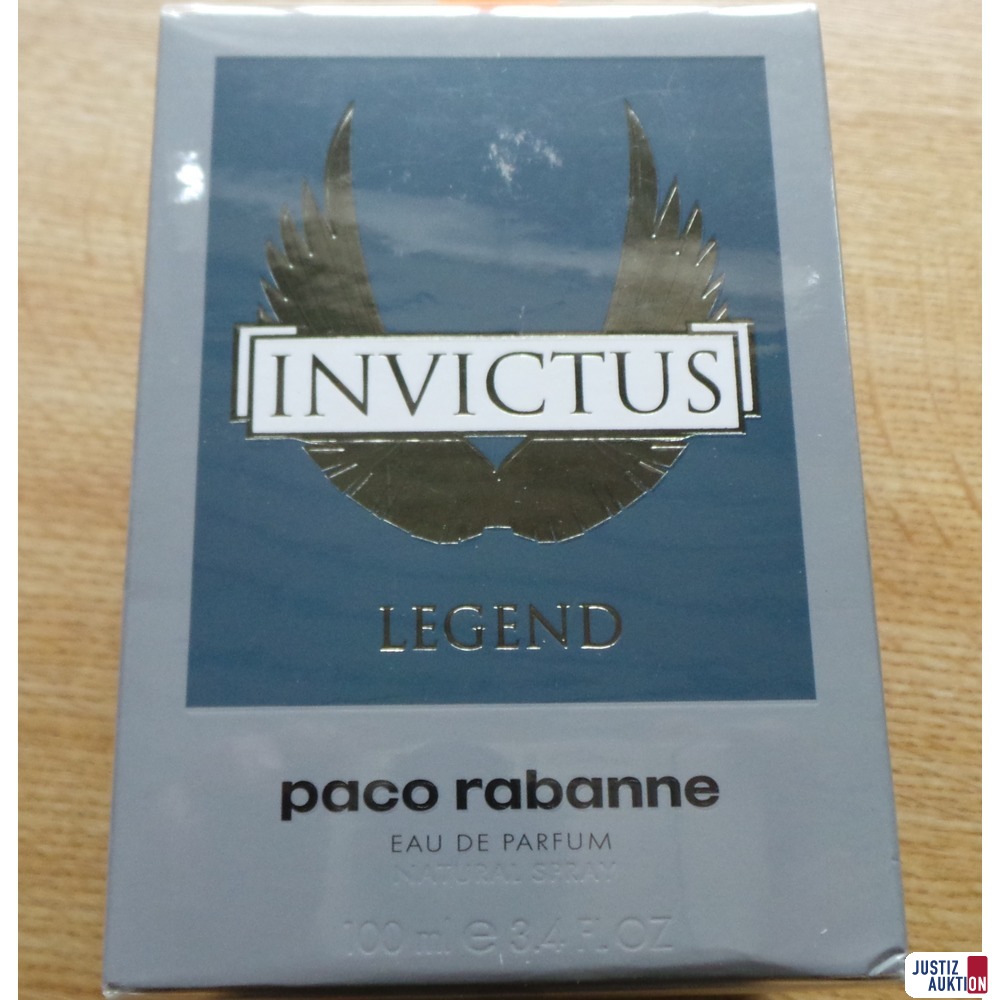 INVICTUS
LEGEND
paco rabanne
EAU DE PARFUM
NATURAL SPRAY
100 ml e 3.4 FL. OZ
JUSTIZ
AUKTION